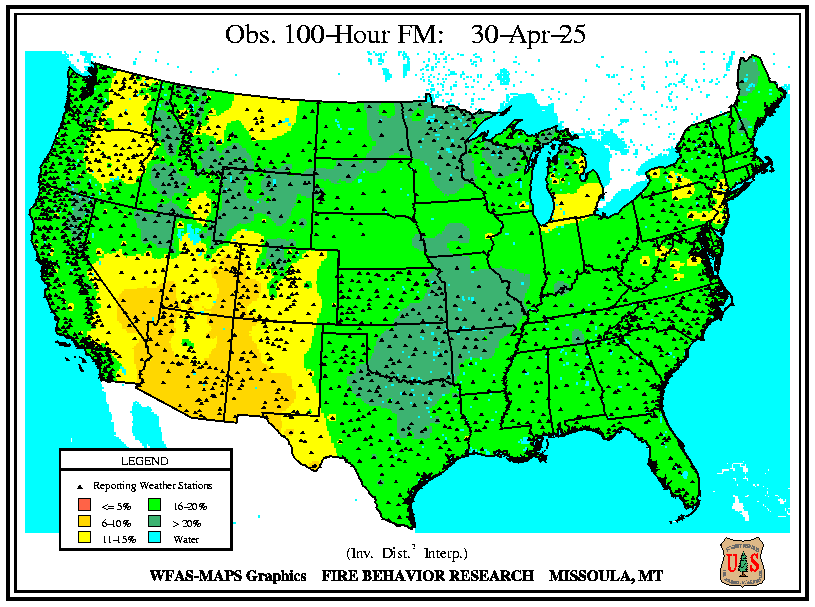 Obs. 100-Hour FM: 30-Apr-25
LEGEND
Reporting Weather Stations
<= 5% 16-20%
6-10% > 20%
11-15% Water
(Inv. Dist.² Interp.)
WFAS-MAPS Graphics FIRE BEHAVIOR RESEARCH MISSOULA, MT
U S